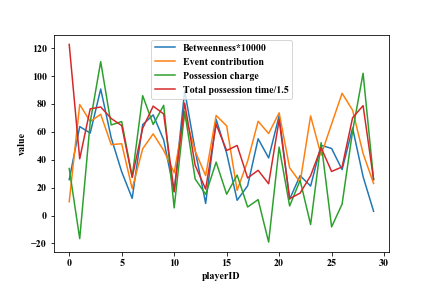 Betweenness*10000
Event contribution
Possession charge
Total possession time/1.5
120
100
80
60
40
20
0
−20
value
0 5 10 15 20 25 30
playerID